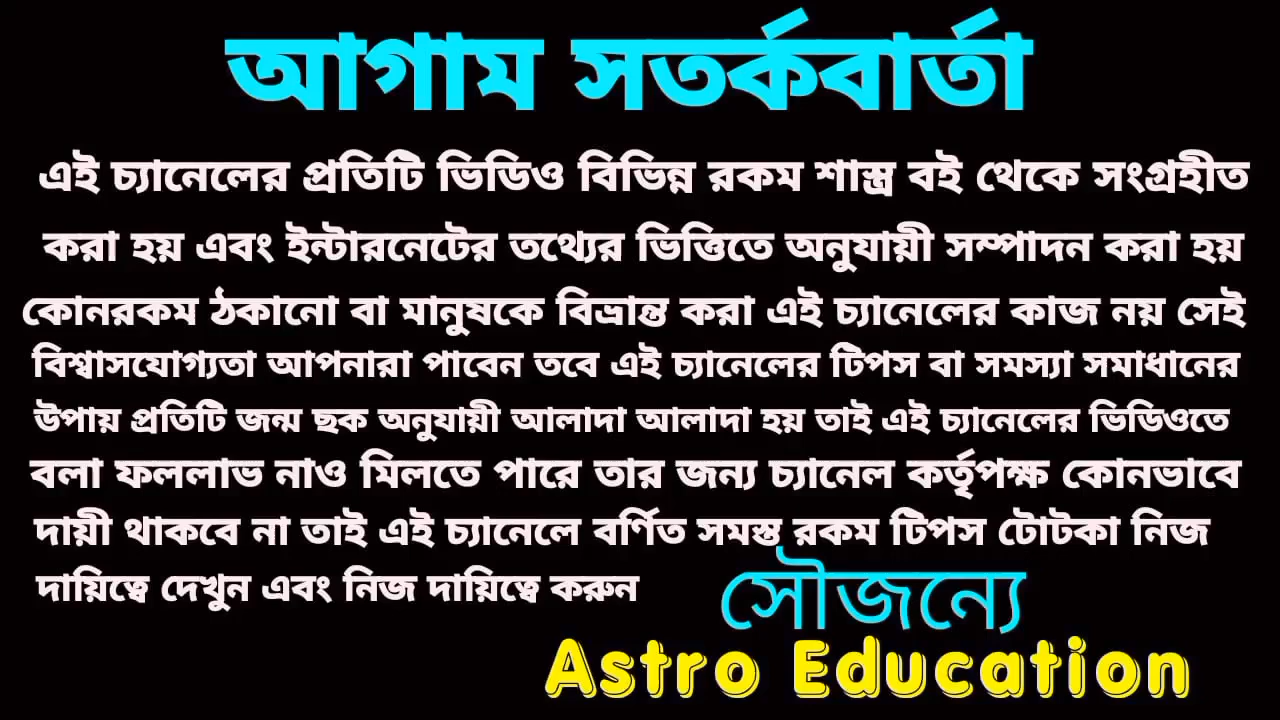 আগাম সতর্কবার্তা
এই চ্যানেলের প্রতিটি ভিডিও বিভিন্ন রকম শাস্ত্র বই থেকে সংগ্রহীত
করা হয় এবং ইন্টারনেটের তথ্যের ভিত্তিতে অনুযায়ী সম্পাদন করা হয়
কোনরকম ঠকানো বা মানুষকে বিভ্রান্ত করা এই চ্যানেলের কাজ নয় সেই
বিশ্বাসযোগ্যতা আপনারা পাবেন তবে এই চ্যানেলের টিপস বা সমস্যা সমাধানের
উপায় প্রতিটি জন্ম ছক অনুযায়ী আলাদা আলাদা হয় তাই এই চ্যানেলের ভিডিওতে
বলা ফললাভ নাও মিলতে পারে তার জন্য চ্যানেল কর্তৃপক্ষ কোনভাবে
দায়ী থাকবে না তাই এই চ্যানেলে বর্ণিত সমস্ত রকম টিপস টোটকা নিজ
দায়িত্বে দেখুন এবং নিজ দায়িত্বে করুন
সৌজন্যে
Astro Education